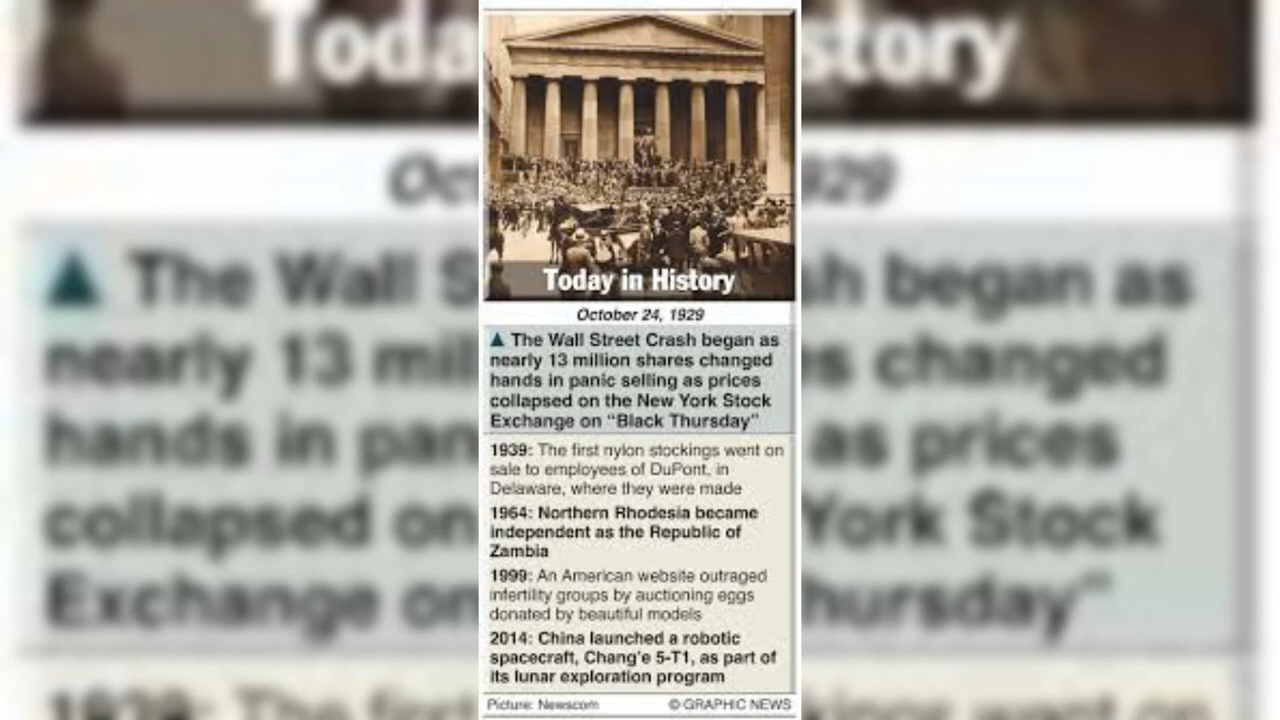 Today in History
October 24, 1929
▲ The Wall Street Crash began as
nearly 13 million shares changed
hands in panic selling as prices
collapsed on the New York Stock
Exchange on “Black Thursday”
1939: The first nylon stockings went on
sale to employees of DuPont, in
Delaware, where they were made
1964: Northern Rhodesia became
independent as the Republic of
Zambia
1999: An American website outraged
infertility groups by auctioning eggs
donated by beautiful models
2014: China launched a robotic
spacecraft, Chang’e 5-T1, as part of
its lunar exploration program
Picture: Newscom © GRAPHIC NEWS